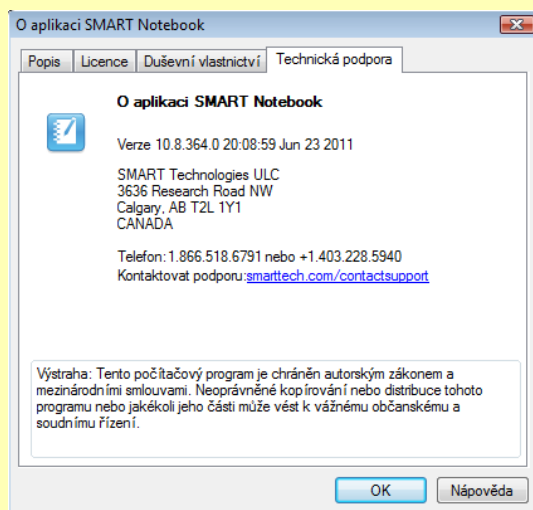 O aplikaci SMART Notebook
Popis Licence Duševní vlastnictví Technická podpora
O aplikaci SMART Notebook
Verze 10.8.364.0 20:08:59 Jun 23 2011
SMART Technologies ULC
3636 Research Road NW
Calgary, AB T2L 1Y1
CANADA
Telefon: 1.866.518.6791 nebo +1.403.228.5940
Kontaktovat podporu:smarttech.com/contactsupport
Výstraha: Tento počítačový program je chráněn autorským zákonem a
mezinárodními smlouvami. Neoprávněné kopírování nebo distribuce tohoto
programu nebo jakékoli jeho části může vést k vážnému občanskému a
soudnímu řízení.
OK Nápověda